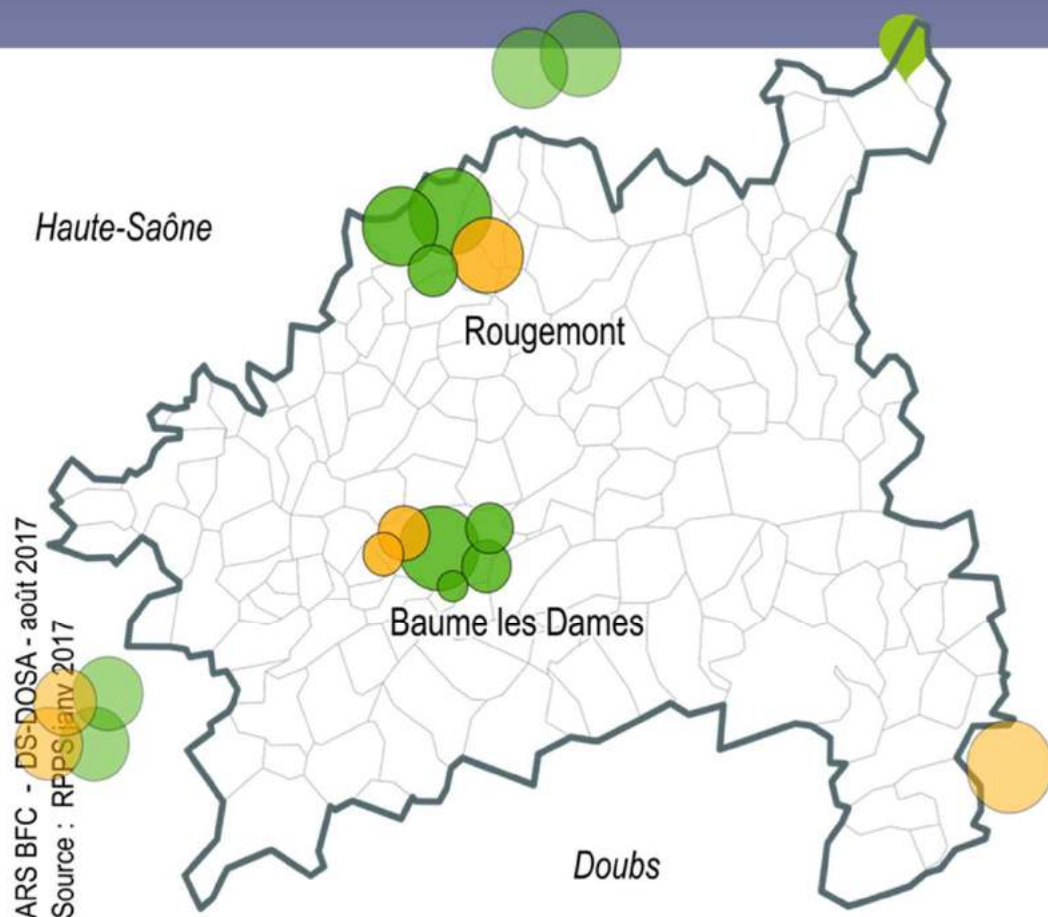 Haute-Saône
Rougemont
Baume les Dames
Doubs
ARS BFC - DS-DOSA - août 2017
Source : RPPS janv 2017